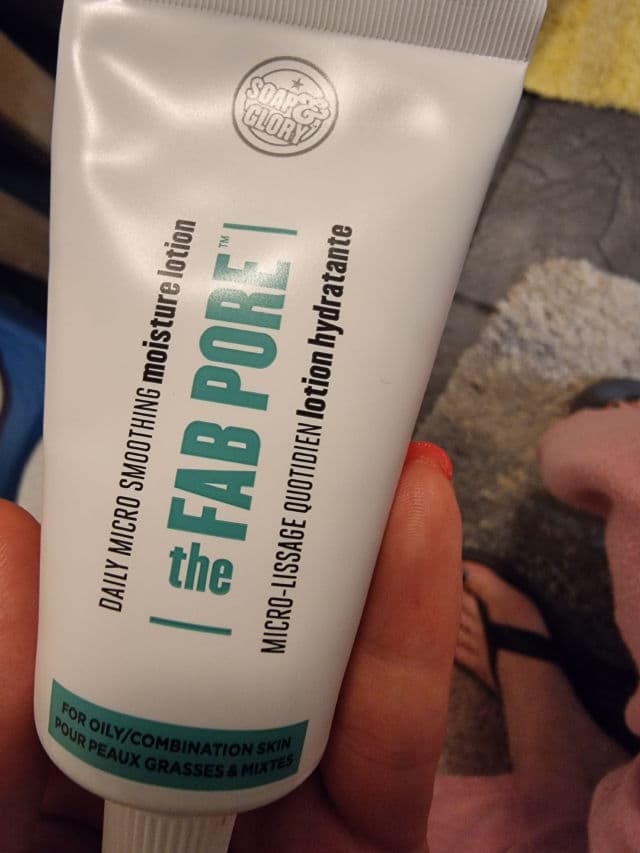 SOAP &
GLORY
DAILY MICRO SMOOTHING moisture lotion
the FAB PORE™
MICRO-LISSAGE QUOTIDIEN lotion hydratante
FOR OILY/COMBINATION SKIN
POUR PEAUX GRASSES & MIXTES